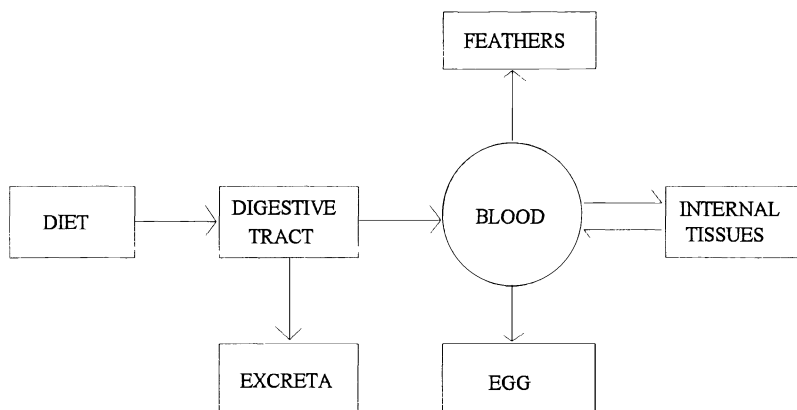 FEATHERS
DIET
DIGESTIVE
TRACT
BLOOD
INTERNAL
TISSUES
EXCRETA
EGG